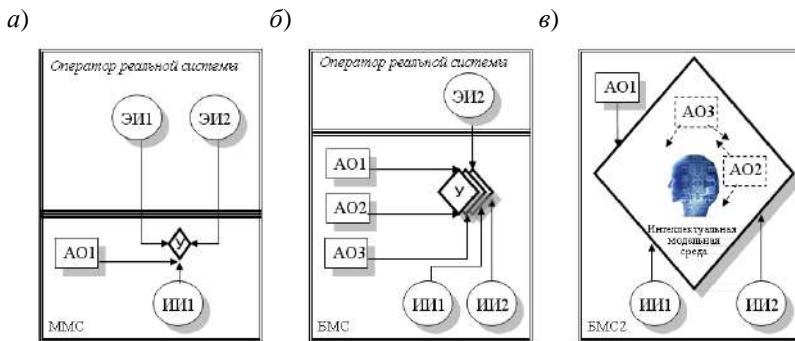 а) б) в)
Оператор реальной системы
ЭИ1 ЭИ2
АО1
У
ИИ1
ММС
Оператор реальной системы
ЭИ2
АО1
У
АО2
АО3
ИИ1 ИИ2
БМС
АО1
АО3
АО2
Интеллектуальная
модельная
среда
ИИ1 ИИ2
БМС2